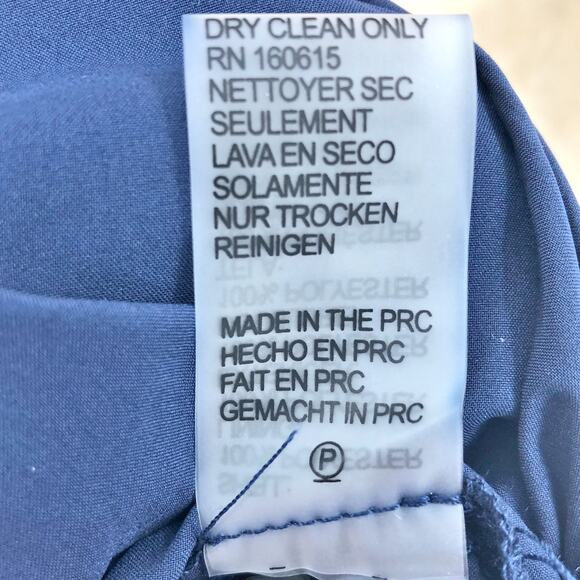 DRY CLEAN ONLY
RN 160615
NETTOYER SEC
SEULEMENT
LAVA EN SECO
SOLAMENTE
NUR TROCKEN
REINIGEN
MADE IN THE PRC
HECHO EN PRC
FAIT EN PRC
GEMACHT IN PRC
P